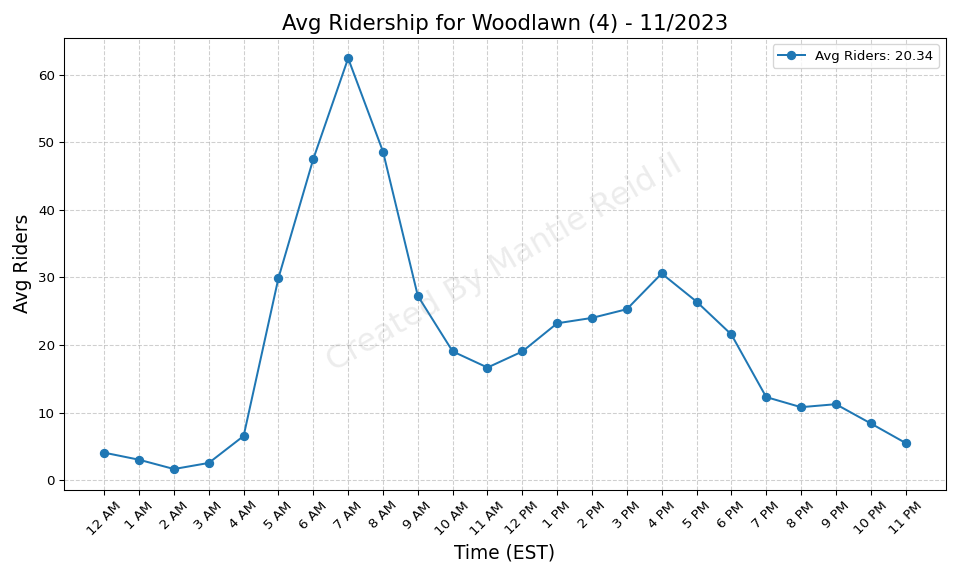 Avg Ridership for Woodlawn (4) - 11/2023
Avg Riders: 20.34
60
50
40
30
20
10
0
Avg Riders
Created By Mantie Reid II
12 AM
1 AM
2 AM
3 AM
4 AM
5 AM
6 AM
7 AM
8 AM
9 AM
10 AM
11 AM
12 PM
1 PM
2 PM
3 PM
4 PM
5 PM
6 PM
7 PM
8 PM
9 PM
10 PM
11 PM
Time (EST)